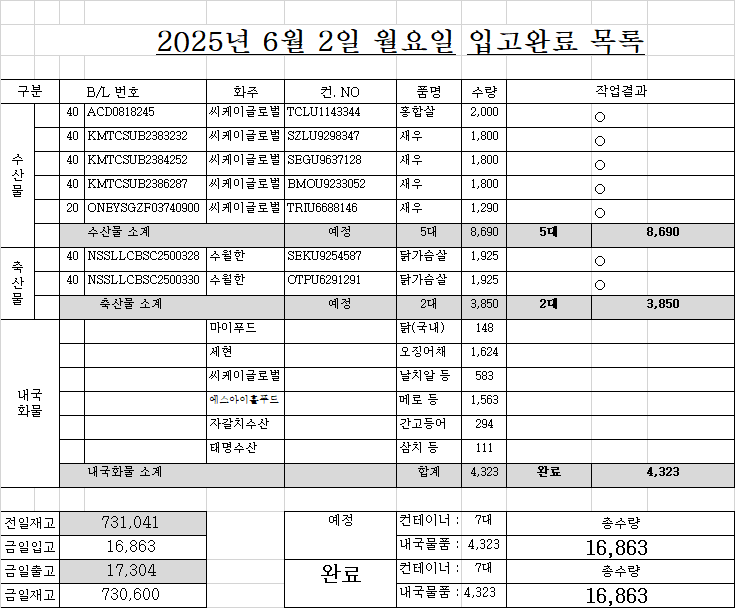 2025년 6월 2일 월요일 입고완료 목록
구분 B/L 번호 화주 컨. NO 품명 수량 작업결과
수산물
40 ACD0818245 씨케이글로벌 TCLU1143344 홍합살 2,000 ○
40 KMTCSUB2383232 씨케이글로벌 SZLU9298347 새우 1,800 ○
40 KMTCSUB2384252 씨케이글로벌 SEGU9637128 새우 1,800 ○
40 KMTCSUB2386287 씨케이글로벌 BMOU9233052 새우 1,800 ○
20 ONEYSGZF03740900 씨케이글로벌 TRIU6688146 새우 1,290 ○
수산물 소계 예정 5대 8,690 5대 8,690
축산물
40 NSSLLCBSC2500328 수월한 SEKU9254587 닭가슴살 1,925 ○
40 NSSLLCBSC2500330 수월한 OTPU6291291 닭가슴살 1,925 ○
축산물 소계 예정 2대 3,850 2대 3,850
내국화물
마이푸드 닭(국내) 148
세현 오징어채 1,624
씨케이글로벌 날치알 등 583
에스아이홀푸드 메로 등 1,563
자갈치수산 간고등어 294
태명수산 삼치 등 111
내국화물 소계 합계 4,323 완료 4,323
전일재고 731,041 예정 컨테이너 : 7대 총수량
금일입고 16,863 내국물품 : 4,323 16,863
금일출고 17,304 완료 컨테이너 : 7대 총수량
금일재고 730,600 내국물품 : 4,323 16,863